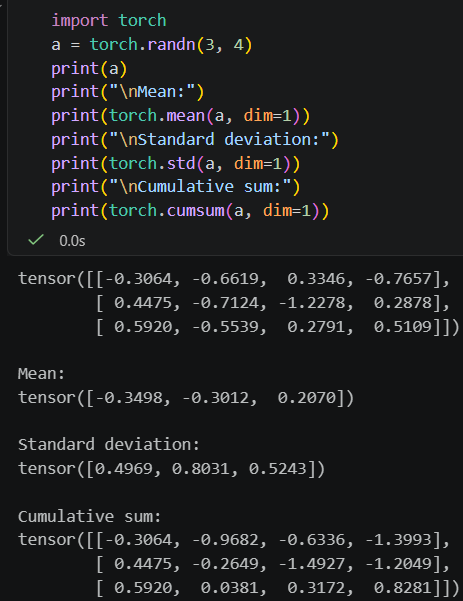 import torch
a = torch.randn(3, 4)
print(a)
print("\nMean:")
print(torch.mean(a, dim=1))
print("\nStandard deviation:")
print(torch.std(a, dim=1))
print("\nCumulative sum:")
print(torch.cumsum(a, dim=1))
0.0s
tensor([[-0.3064, -0.6619,  0.3346, -0.7657],
        [ 0.4475, -0.7124, -1.2278,  0.2878],
        [ 0.5920, -0.5539,  0.2791,  0.5109]])
Mean:
tensor([-0.3498, -0.3012,  0.2070])
Standard deviation:
tensor([0.4969, 0.8031, 0.5243])
Cumulative sum:
tensor([[-0.3064, -0.9682, -0.6336, -1.3993],
        [ 0.4475, -0.2649, -1.4927, -1.2049],
        [ 0.5920,  0.0381,  0.3172,  0.8281]])